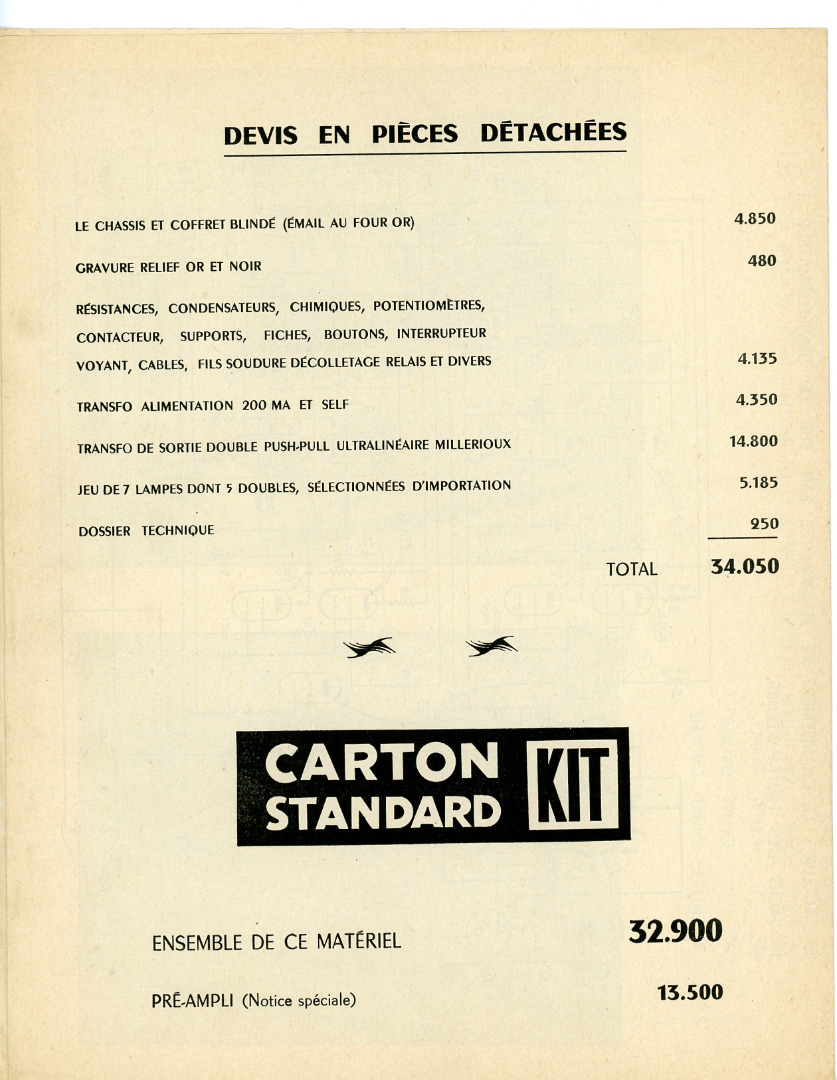 DEVIS EN PIÈCES DÉTACHÉES
LE CHASSIS ET COFFRET BLINDÉ (ÉMAIL AU FOUR OR) 4.850
GRAVURE RELIEF OR ET NOIR 480
RÉSISTANCES, CONDENSATEURS, CHIMIQUES, POTENTIOMÈTRES,
CONTACTEUR, SUPPORTS, FICHES, BOUTONS, INTERRUPTEUR
VOYANT, CABLES, FILS SOUDURE DÉCOLLETAGE RELAIS ET DIVERS 4.135
TRANSFO ALIMENTATION 200 MA ET SELF 4.350
TRANSFO DE SORTIE DOUBLE PUSH-PULL ULTRALINÉAIRE MILLERIOUX 14.800
JEU DE 7 LAMPES DONT 5 DOUBLES, SÉLECTIONNÉES D'IMPORTATION 5.185
DOSSIER TECHNIQUE 250
TOTAL 34.050
CARTON STANDARD KIT
ENSEMBLE DE CE MATÉRIEL 32.900
PRÉ-AMPLI (Notice spéciale) 13.500